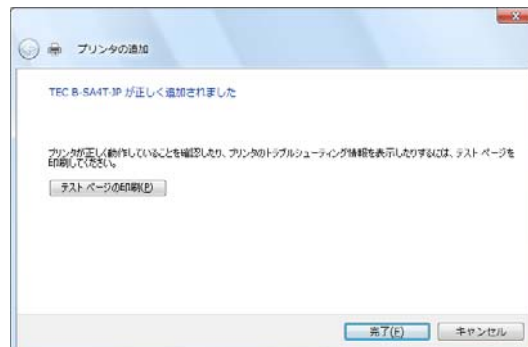 プリンタの追加
TEC B-SA4T-JP が正しく追加されました
プリンタが正しく動作していることを確認したり、プリンタのトラブルシューティング情報を表示したりするには、テスト ページを
印刷してください。
テスト ページの印刷(P)
完了(F)
キャンセル